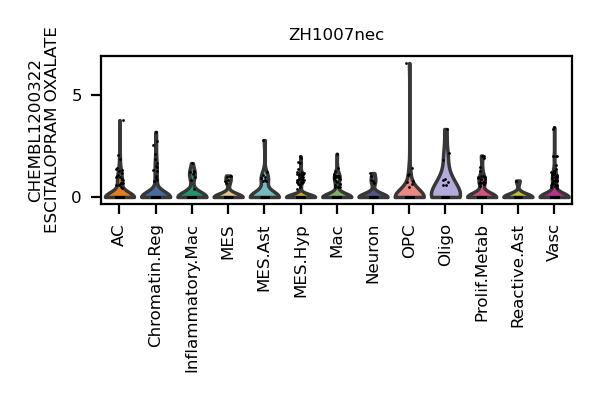 ZH1007nec
CHEMBL1200322
ESCITALOPRAM OXALATE
5
0
AC
Chromatin.Reg
Inflammatory.Mac
MES
MES.Ast
MES.Hyp
Mac
Neuron
OPC
Oligo
Prolif.Metab
Reactive.Ast
Vasc